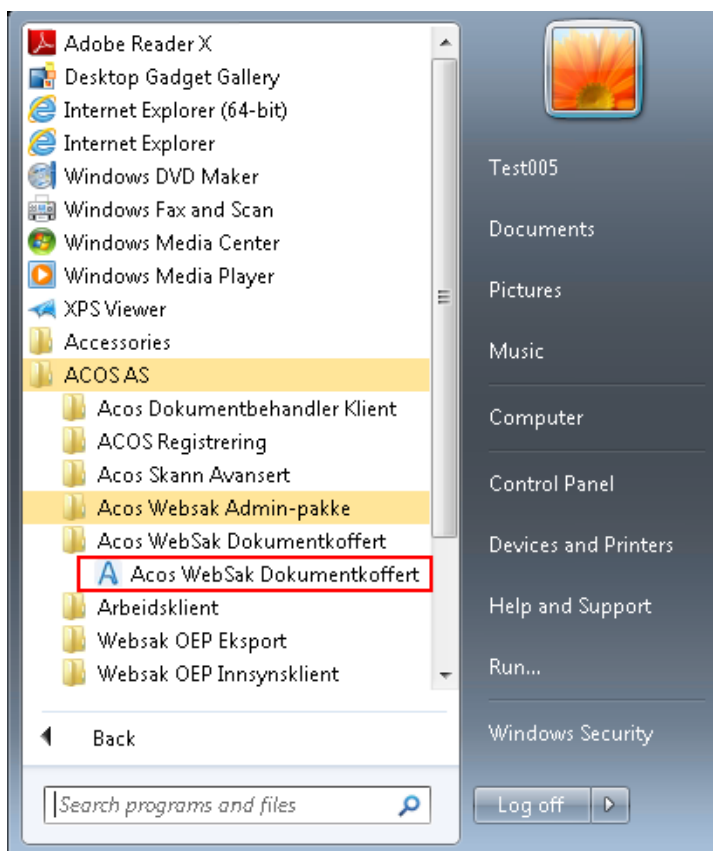 Adobe Reader X
Desktop Gadget Gallery
Internet Explorer (64-bit)
Internet Explorer
Windows DVD Maker
Windows Fax and Scan
Windows Media Center
Windows Media Player
XPS Viewer
Accessories
ACOS AS
Acos Dokumentbehandler Klient
ACOS Registrering
Acos Skann Avansert
Acos Websak Admin-pakke
Acos WebSak Dokumentkoffert
Acos WebSak Dokumentkoffert
Arbeidsklient
Websak OEP Eksport
Websak OEP Innsynsklient
Back
Search programs and files
Test005
Documents
Pictures
Music
Computer
Control Panel
Devices and Printers
Help and Support
Run...
Windows Security
Log off